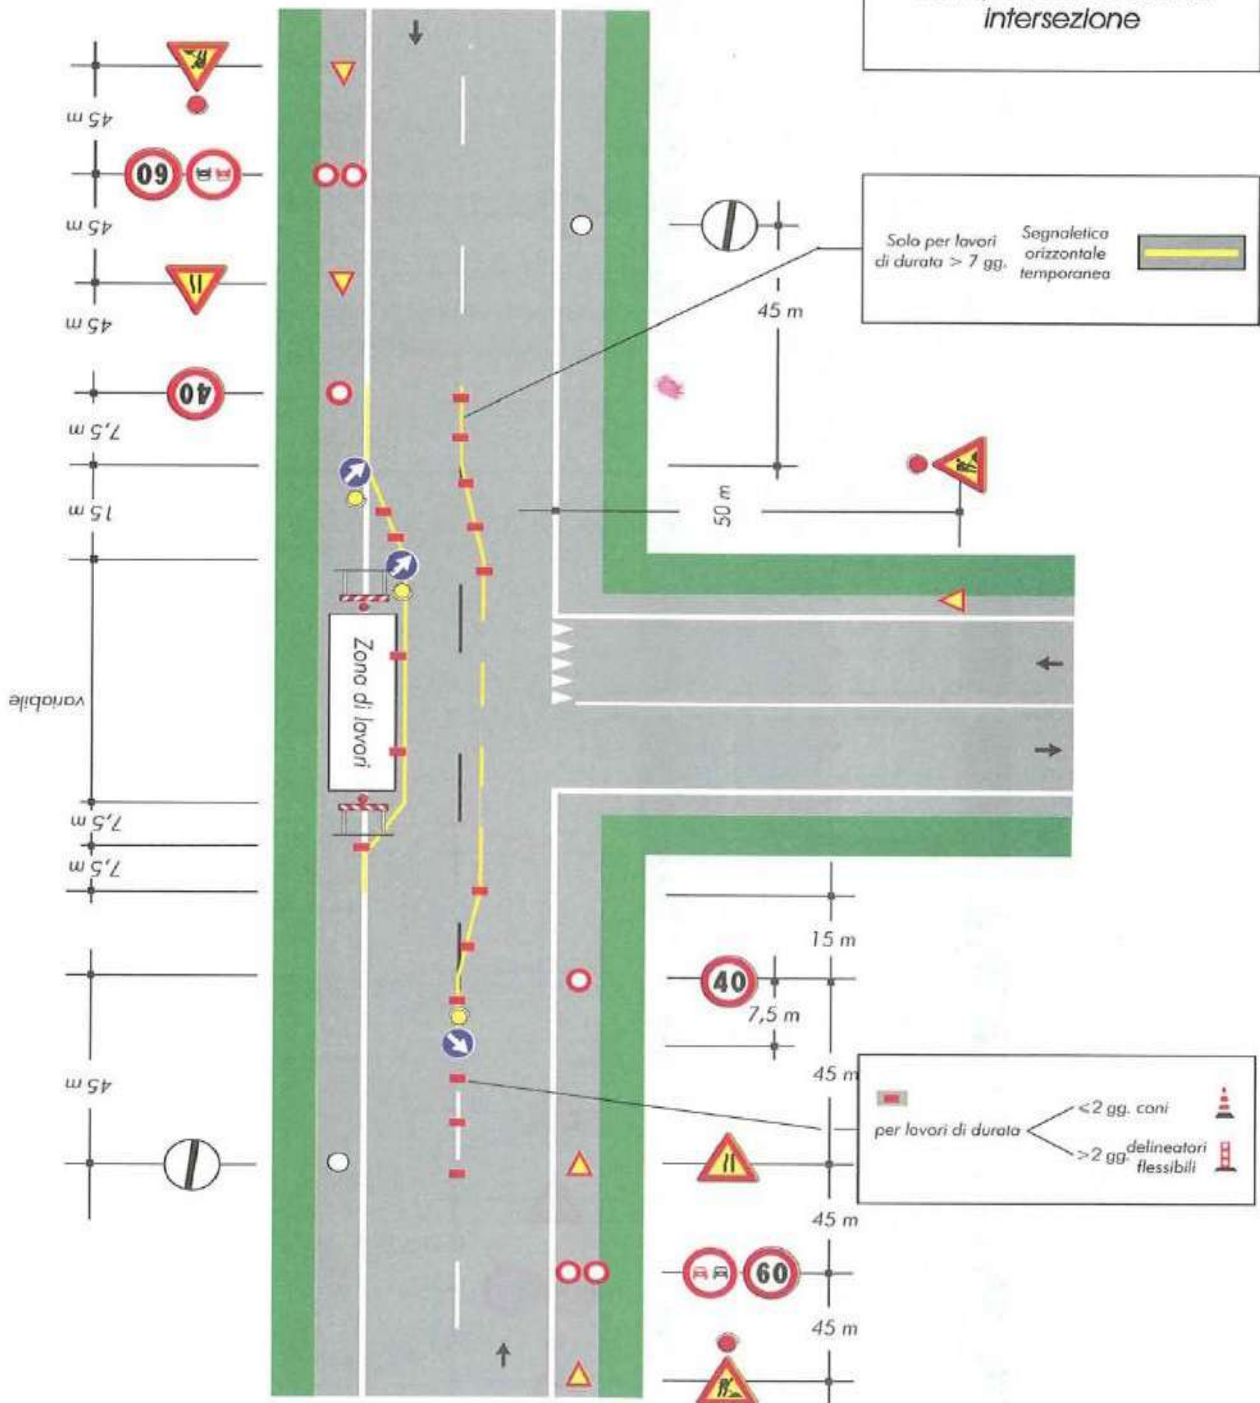 intersezione
45 m
60
45 m
45 m
40
7,5 m
15 m
variabile
7,5 m
7,5 m
45 m
Zona di lavori
Solo per lavori
di durata > 7 gg.
Segnaletica
orizzontale
temporanea
45 m
50 m
15 m
40
7,5 m
45 m
per lavori di durata
<2 gg. coni
>2 gg. delineatori
flessibili
45 m
60
45 m